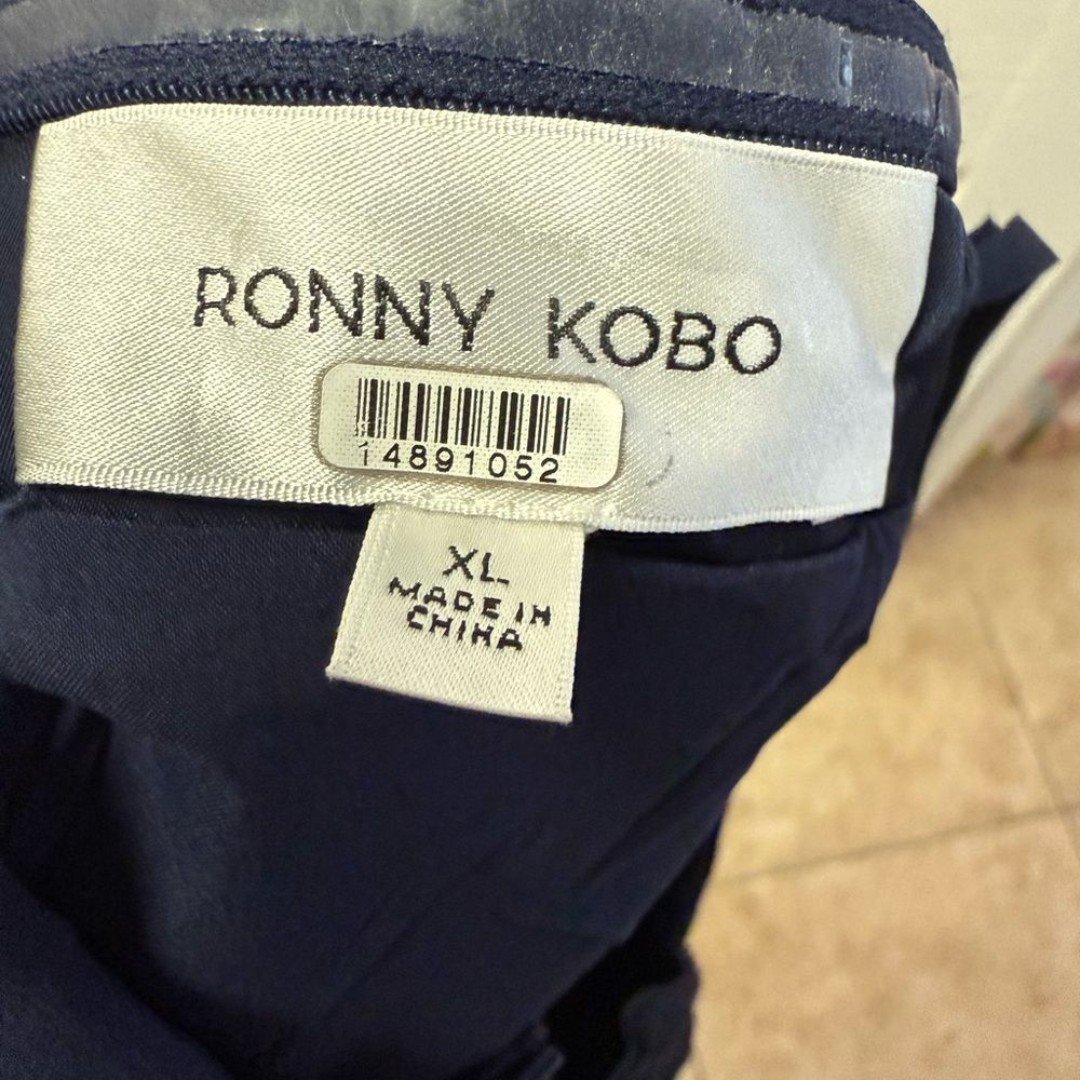 RONNY KOBO
14891052
XL
MADE IN
CHINA